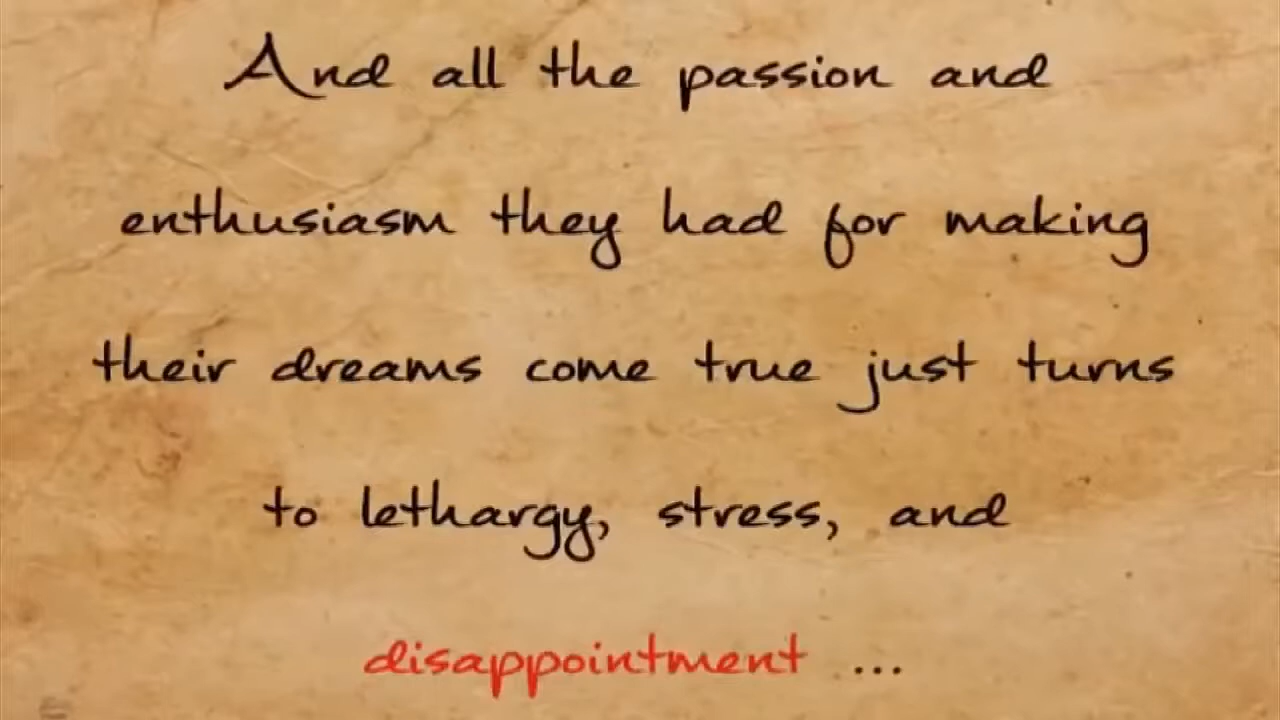 And all the passion and
enthusiasm they had for making
their dreams come true just turns
to lethargy, stress, and
disappointment ...